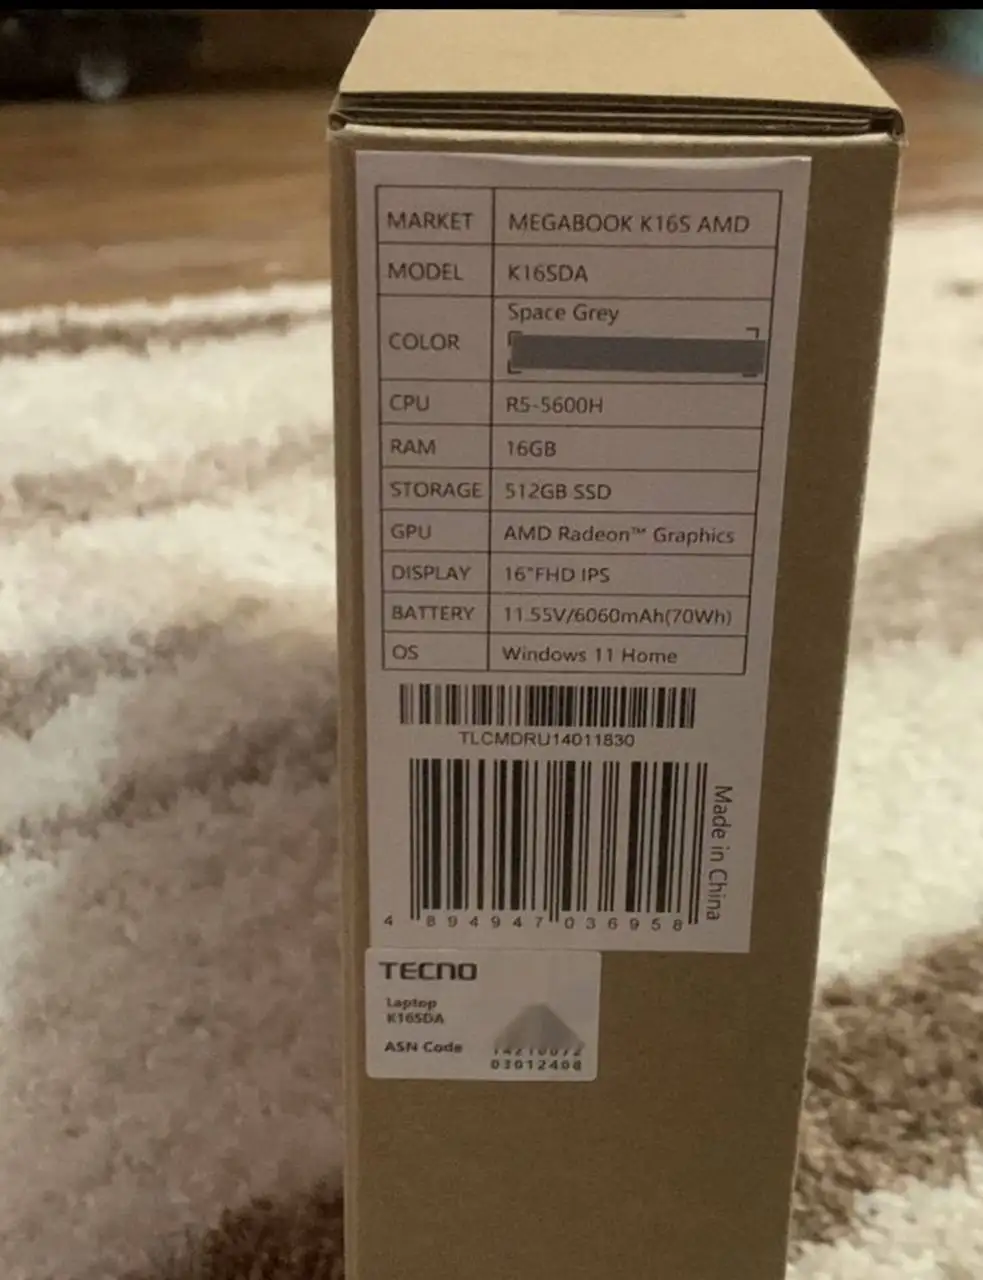 MARKET MEGABOOK K16S AMD
MODEL K16SDA
COLOR Space Grey
CPU R5-5600H
RAM 16GB
STORAGE 512GB SSD
GPU AMD Radeon™ Graphics
DISPLAY 16"FHD IPS
BATTERY 11.55V/6060mAh(70Wh)
OS Windows 11 Home
TLCMDRU14011830
Made in China
4 894947 036958
TECNO
Laptop
K16SDA
ASN Code
03012408